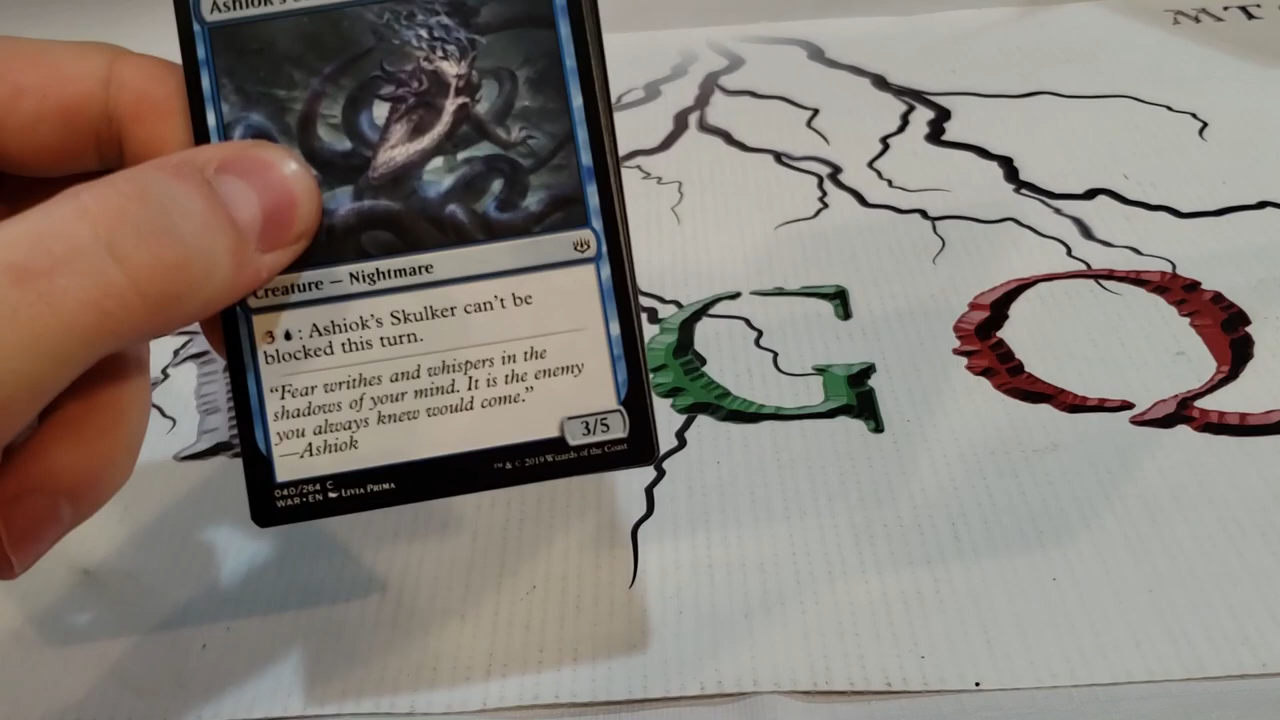 Ashiok's
Creature — Nightmare
3 : Ashiok's Skulker can't be
blocked this turn.
“Fear writhes and whispers in the
shadows of your mind. It is the enemy
you always knew would come.”
—Ashiok
3/5
™ & © 2019 Wizards of the Coast
040/264 C
WAR • EN LIVIA PRIMA
MT
G O